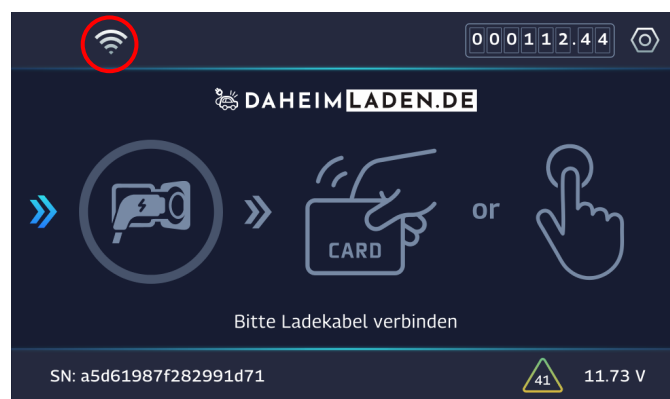 000112.44
DAHEIMLADEN.DE
CARD
or
Bitte Ladekabel verbinden
SN: a5d61987f282991d71
41
11.73 V